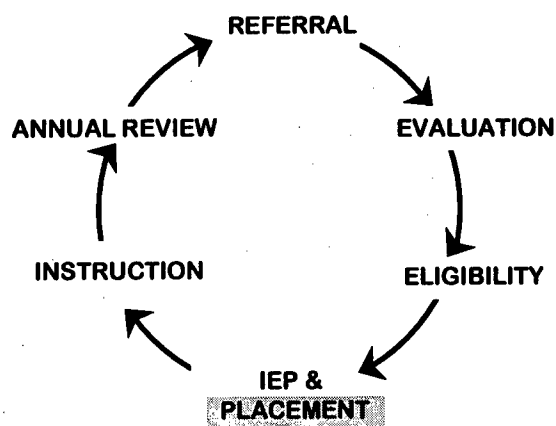 REFERRAL
EVALUATION
ELIGIBILITY
IEP &
PLACEMENT
INSTRUCTION
ANNUAL REVIEW